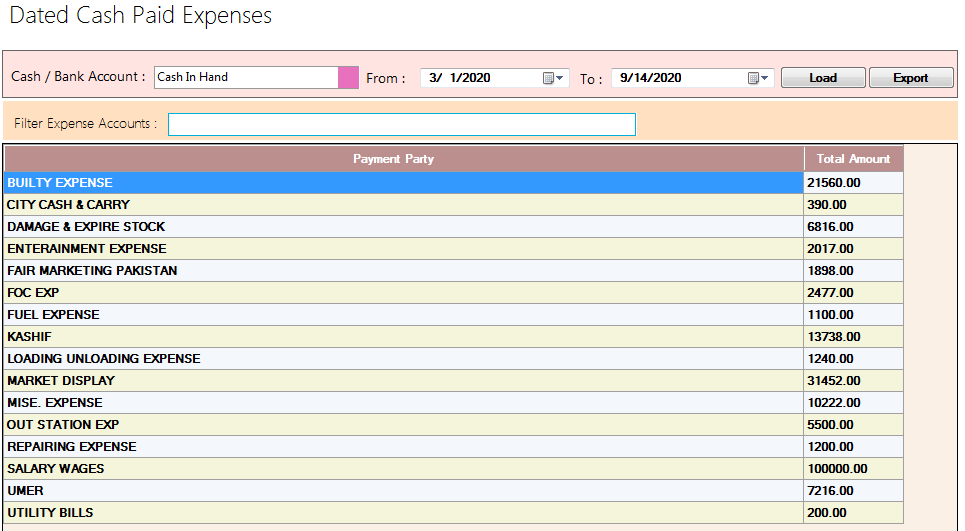 Dated Cash Paid Expenses
Cash / Bank Account : Cash In Hand From : 3/ 1/2020 To : 9/14/2020 Load Export
Filter Expense Accounts :
Payment Party Total Amount
BUILTY EXPENSE 21560.00
CITY CASH & CARRY 390.00
DAMAGE & EXPIRE STOCK 6816.00
ENTERAINMENT EXPENSE 2017.00
FAIR MARKETING PAKISTAN 1898.00
FOC EXP 2477.00
FUEL EXPENSE 1100.00
KASHIF 13738.00
LOADING UNLOADING EXPENSE 1240.00
MARKET DISPLAY 31452.00
MISE. EXPENSE 10222.00
OUT STATION EXP 5500.00
REPAIRING EXPENSE 1200.00
SALARY WAGES 100000.00
UMER 7216.00
UTILITY BILLS 200.00